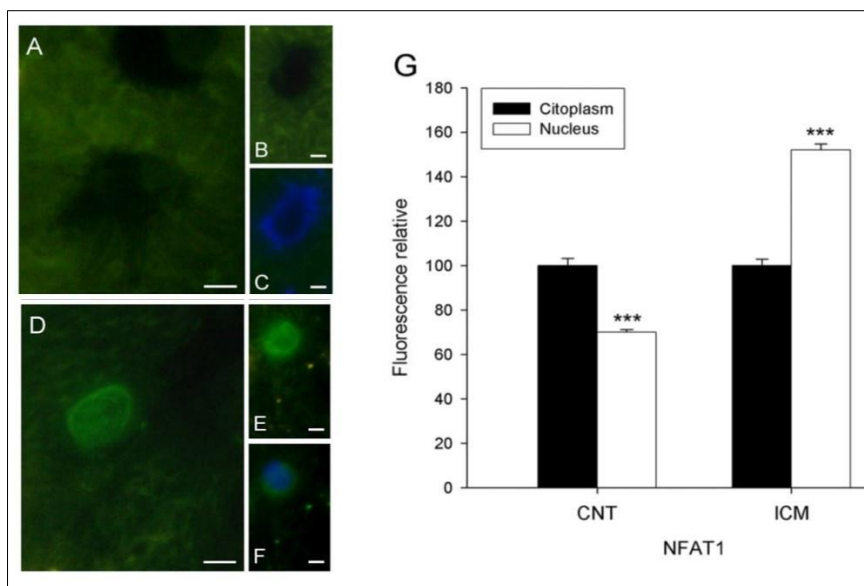 A
B
C
D
E
F
G
180
160
140
120
100
80
60
40
20
0
Fluorescence relative
Citoplasm
Nucleus
***
***
CNT
ICM
NFAT1